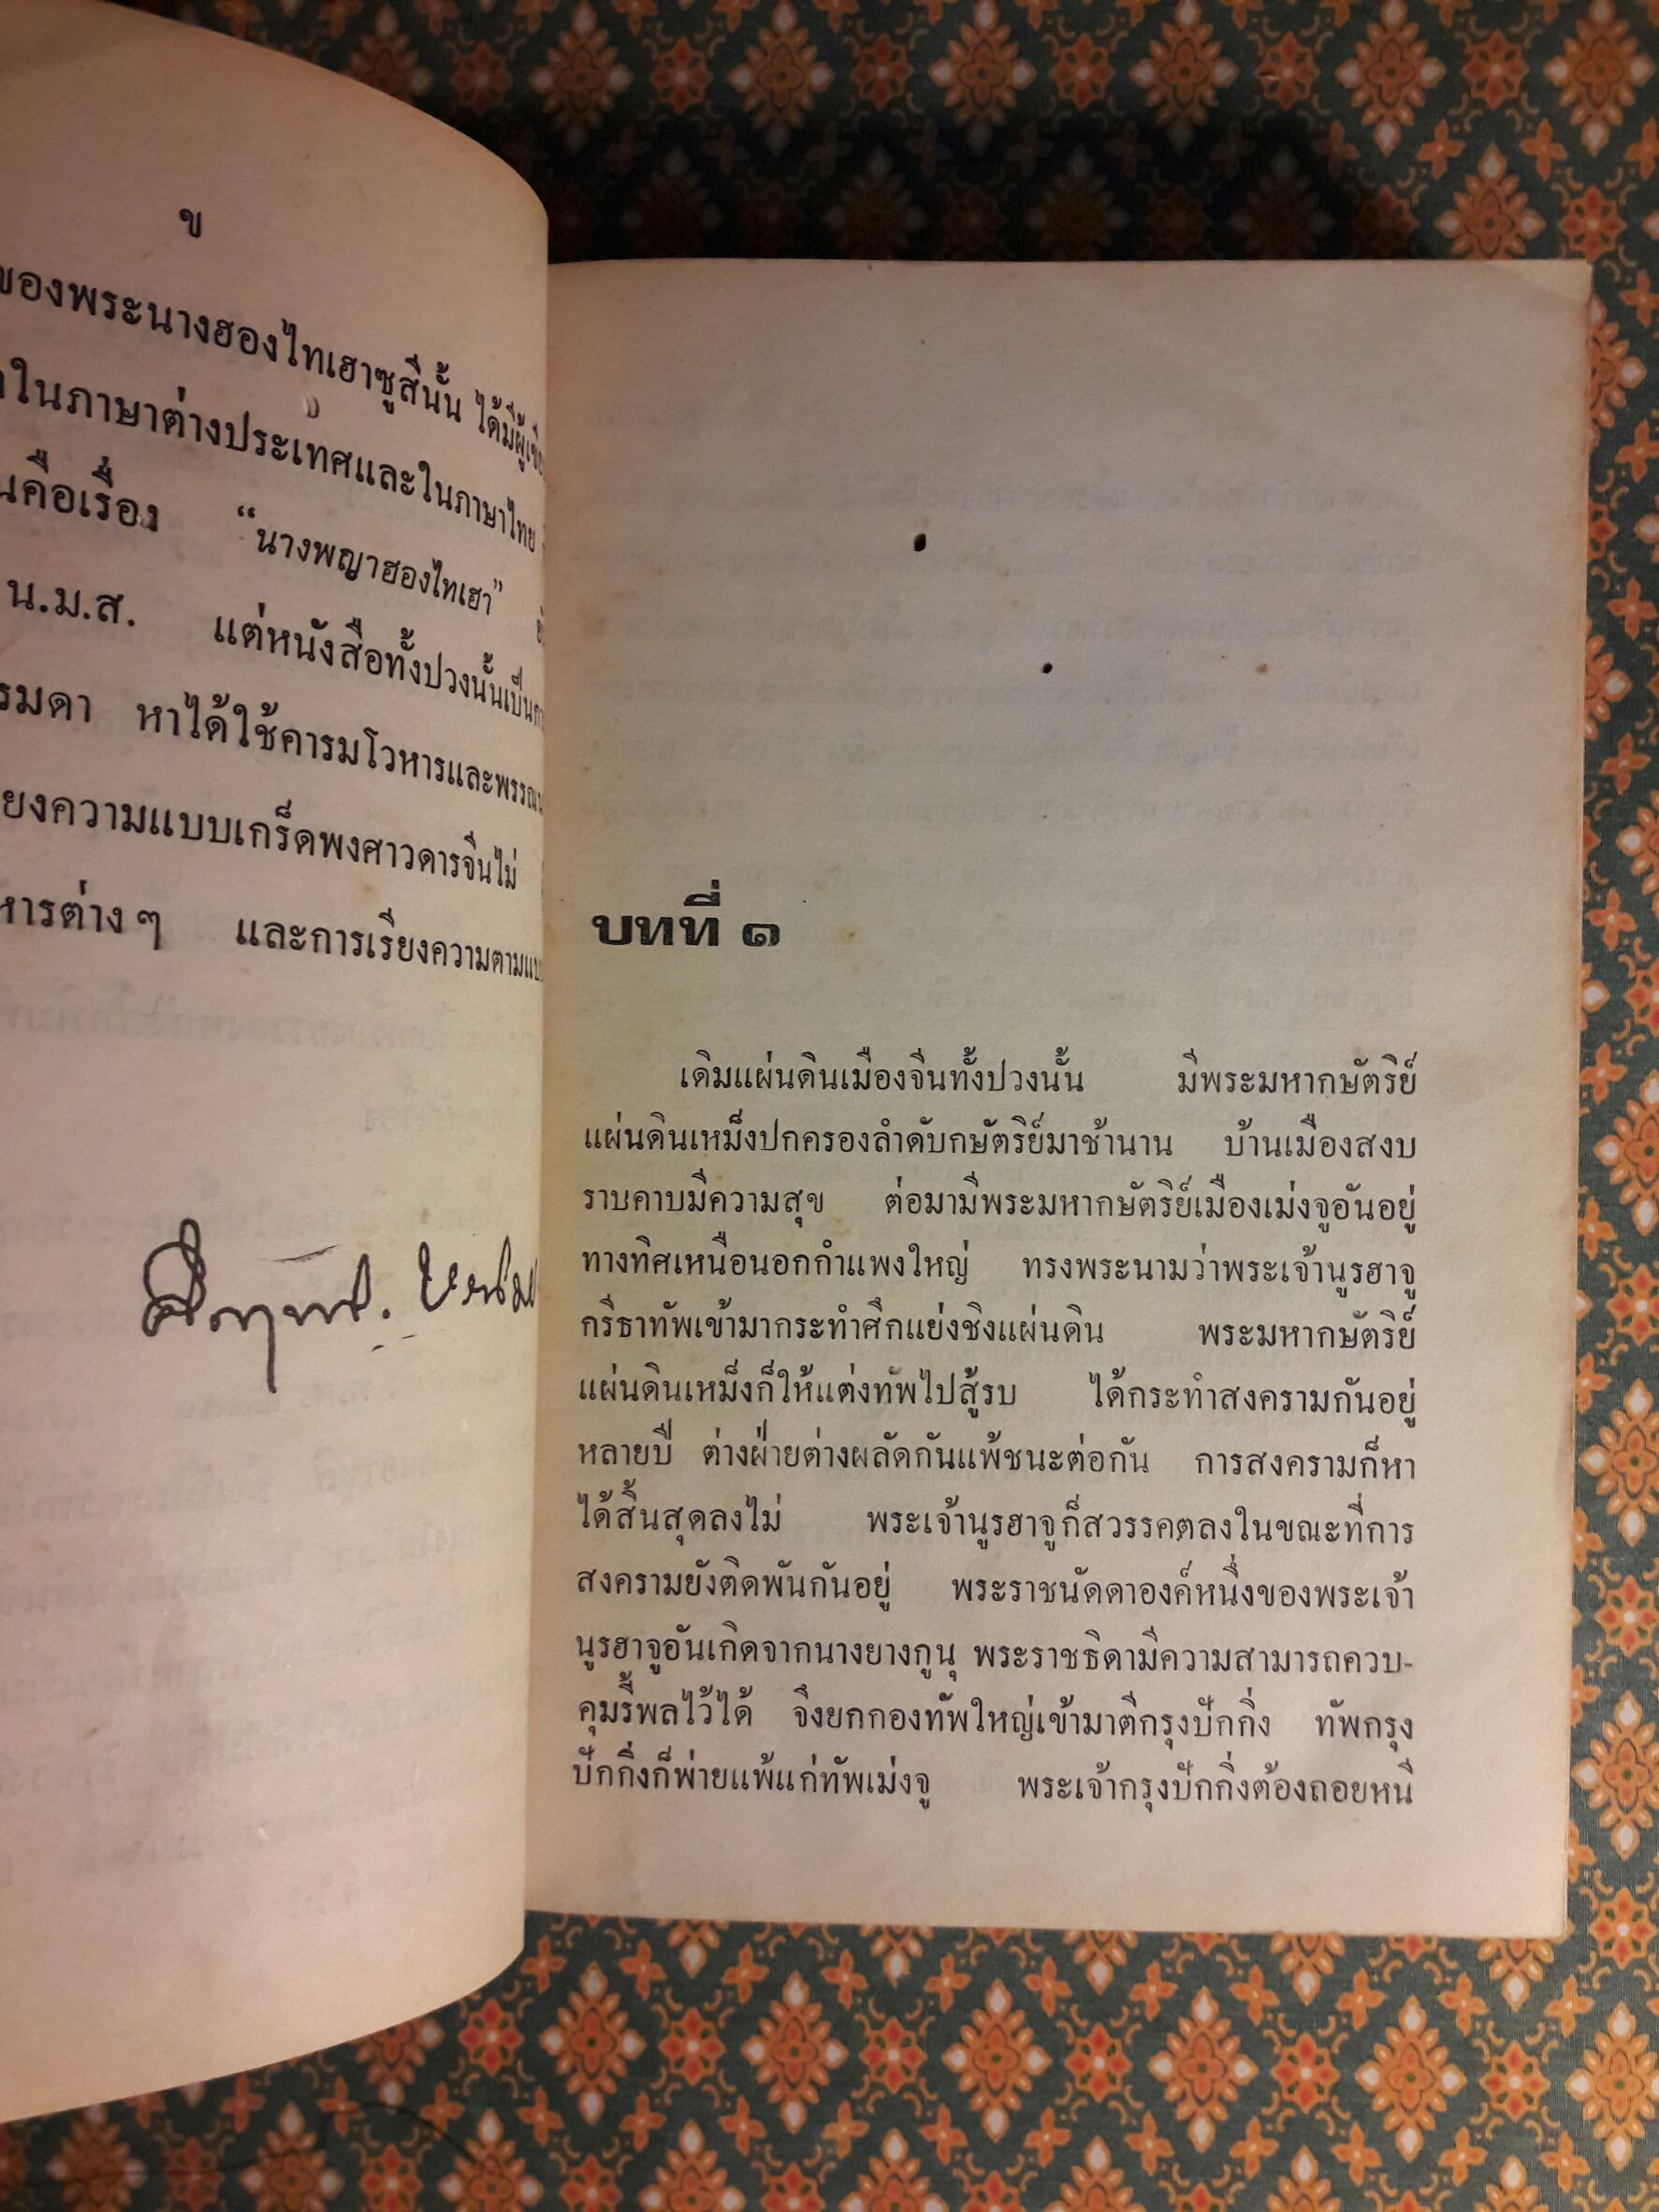 ข
ของพระนางฮองไทเฮาซูสีนั้น ได้มีผู้เขีย
ในภาษาต่างประเทศและในภาษาไทย
นคือเรื่อง “นางพญาฮองไทเฮา”
น.ม.ส. แต่หนังสือทั้งปวงนั้นเป็นกา
รมดา หาได้ใช้คารมโวหารและพรรณ
ยงความแบบเกร็ดพงศาวดารจีนไม่
หารต่าง ๆ และการเรียงความตามแบ
บทที่ ๑
เดิมแผ่นดินเมืองจีนทั้งปวงนั้น มีพระมหากษัตริย์
แผ่นดินเหม็งปกครองลำดับกษัตริย์มาช้านาน บ้านเมืองสงบ
ราบคาบมีความสุข ต่อมามีพระมหากษัตริย์เมืองเม่งจูอันอยู่
ทางทิศเหนือนอกกำแพงใหญ่ ทรงพระนามว่าพระเจ้านูรฮาจู
กรีธาทัพเข้ามากระทำศึกแย่งชิงแผ่นดิน พระมหากษัตริย์
แผ่นดินเหม็งก็ให้แต่งทัพไปสู้รบ ได้กระทำสงครามกันอยู่
หลายปี ต่างฝ่ายต่างผลัดกันแพ้ชนะต่อกัน การสงครามก็หา
ได้สิ้นสุดลงไม่ พระเจ้านูรฮาจูก็สวรรคตลงในขณะที่การ
สงครามยังติดพันกันอยู่ พระราชนัดดาองค์หนึ่งของพระเจ้า
นูรฮาจูอันเกิดจากนางยางกูนุ พระราชธิดามีความสามารถควบ-
คุมรี้พลไว้ได้ จึงยกกองทัพใหญ่เข้ามาตีกรุงปักกิ่ง ทัพกรุง
ปักกิ่งก็พ่ายแพ้แก่ทัพเม่งจู พระเจ้ากรุงปักกิ่งต้องถอยหนี